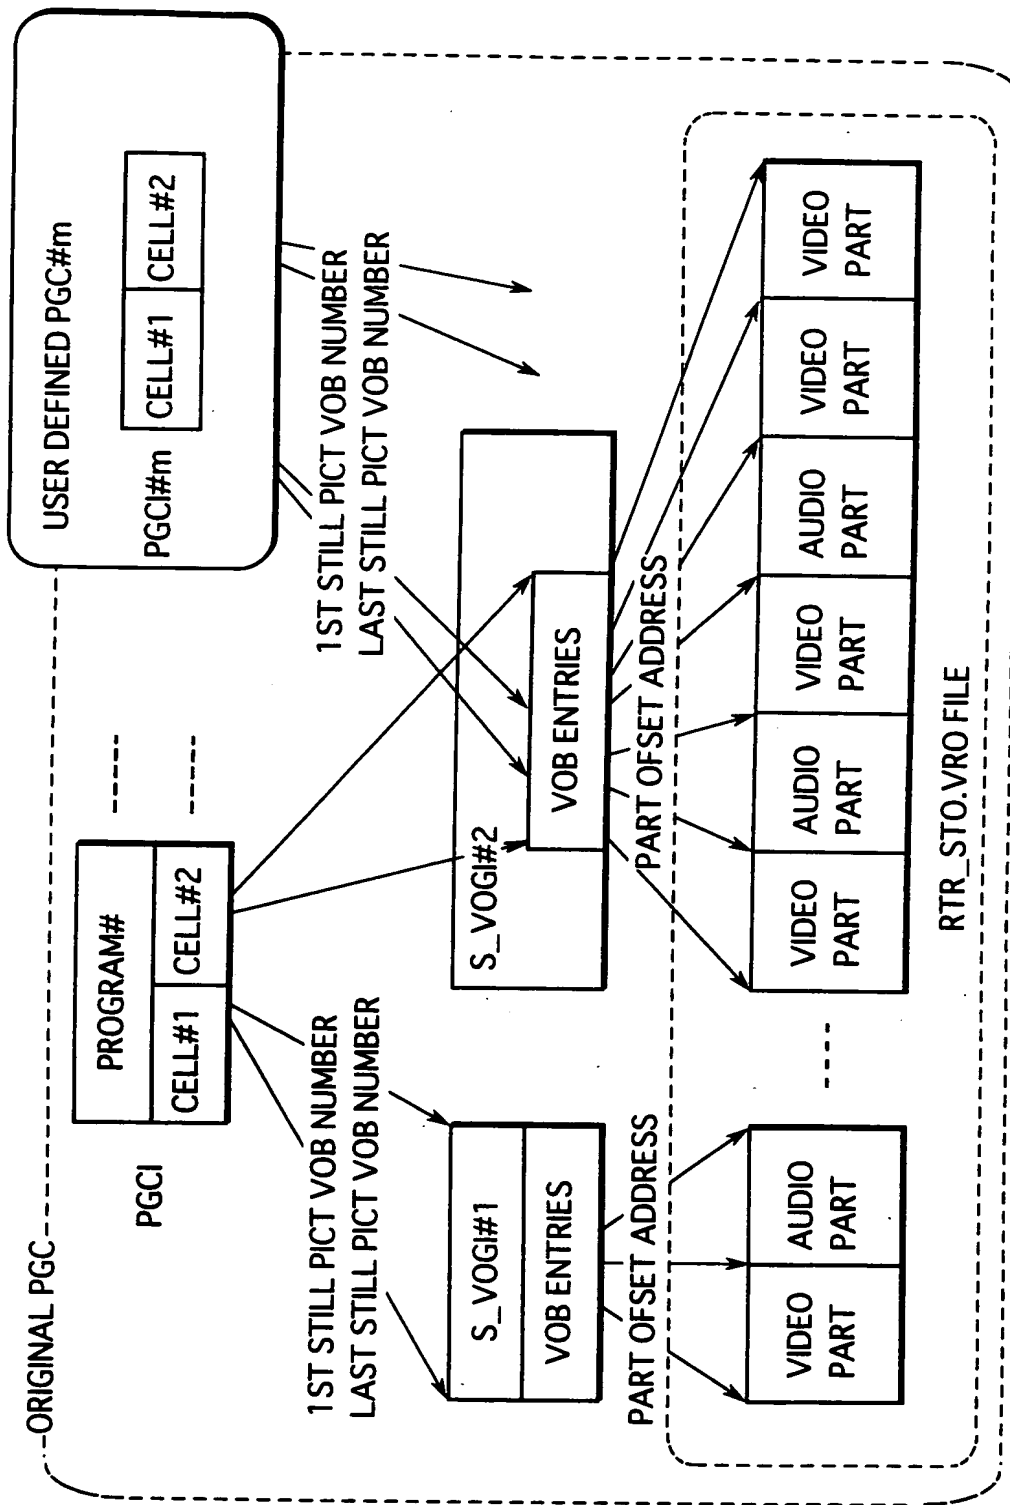 ORIGINAL PGC
USER DEFINED PGC#m
PGCI#m
CELL#1
CELL#2
PGCI
PROGRAM#
CELL#1
CELL#2
1ST STILL PICT VOB NUMBER
LAST STILL PICT VOB NUMBER
1ST STILL PICT VOB NUMBER
LAST STILL PICT VOB NUMBER
S_VOGI#1
VOB ENTRIES
S_VOGI#2
VOB ENTRIES
PART OFSET ADDRESS
PART OFSET ADDRESS
VIDEO
PART
AUDIO
PART
VIDEO
PART
AUDIO
PART
VIDEO
PART
AUDIO
PART
VIDEO
PART
VIDEO
PART
RTR_STO.VRO FILE